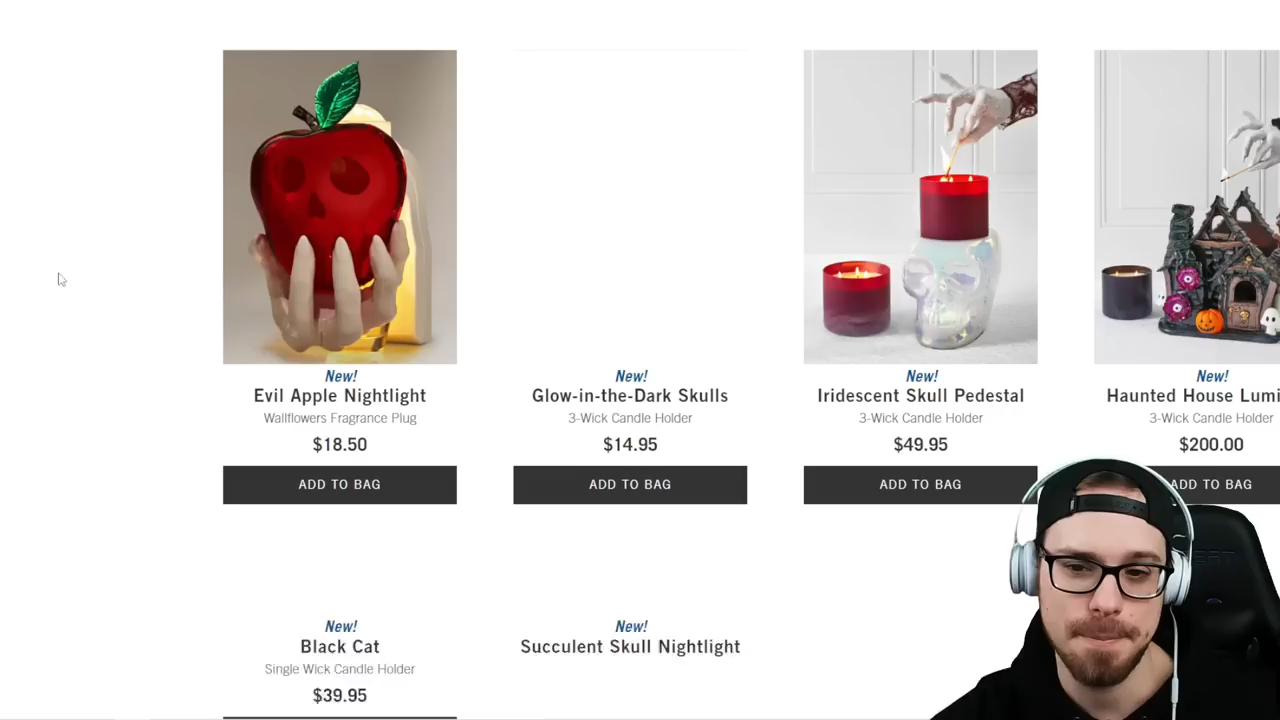 New!
Evil Apple Nightlight
Wallflowers Fragrance Plug
$18.50
ADD TO BAG
New!
Glow-in-the-Dark Skulls
3-Wick Candle Holder
$14.95
ADD TO BAG
New!
Iridescent Skull Pedestal
3-Wick Candle Holder
$49.95
ADD TO BAG
New!
Haunted House Lumi
3-Wick Candle Holder
$200.00
ADD TO BAG
New!
Black Cat
Single Wick Candle Holder
$39.95
New!
Succulent Skull Nightlight